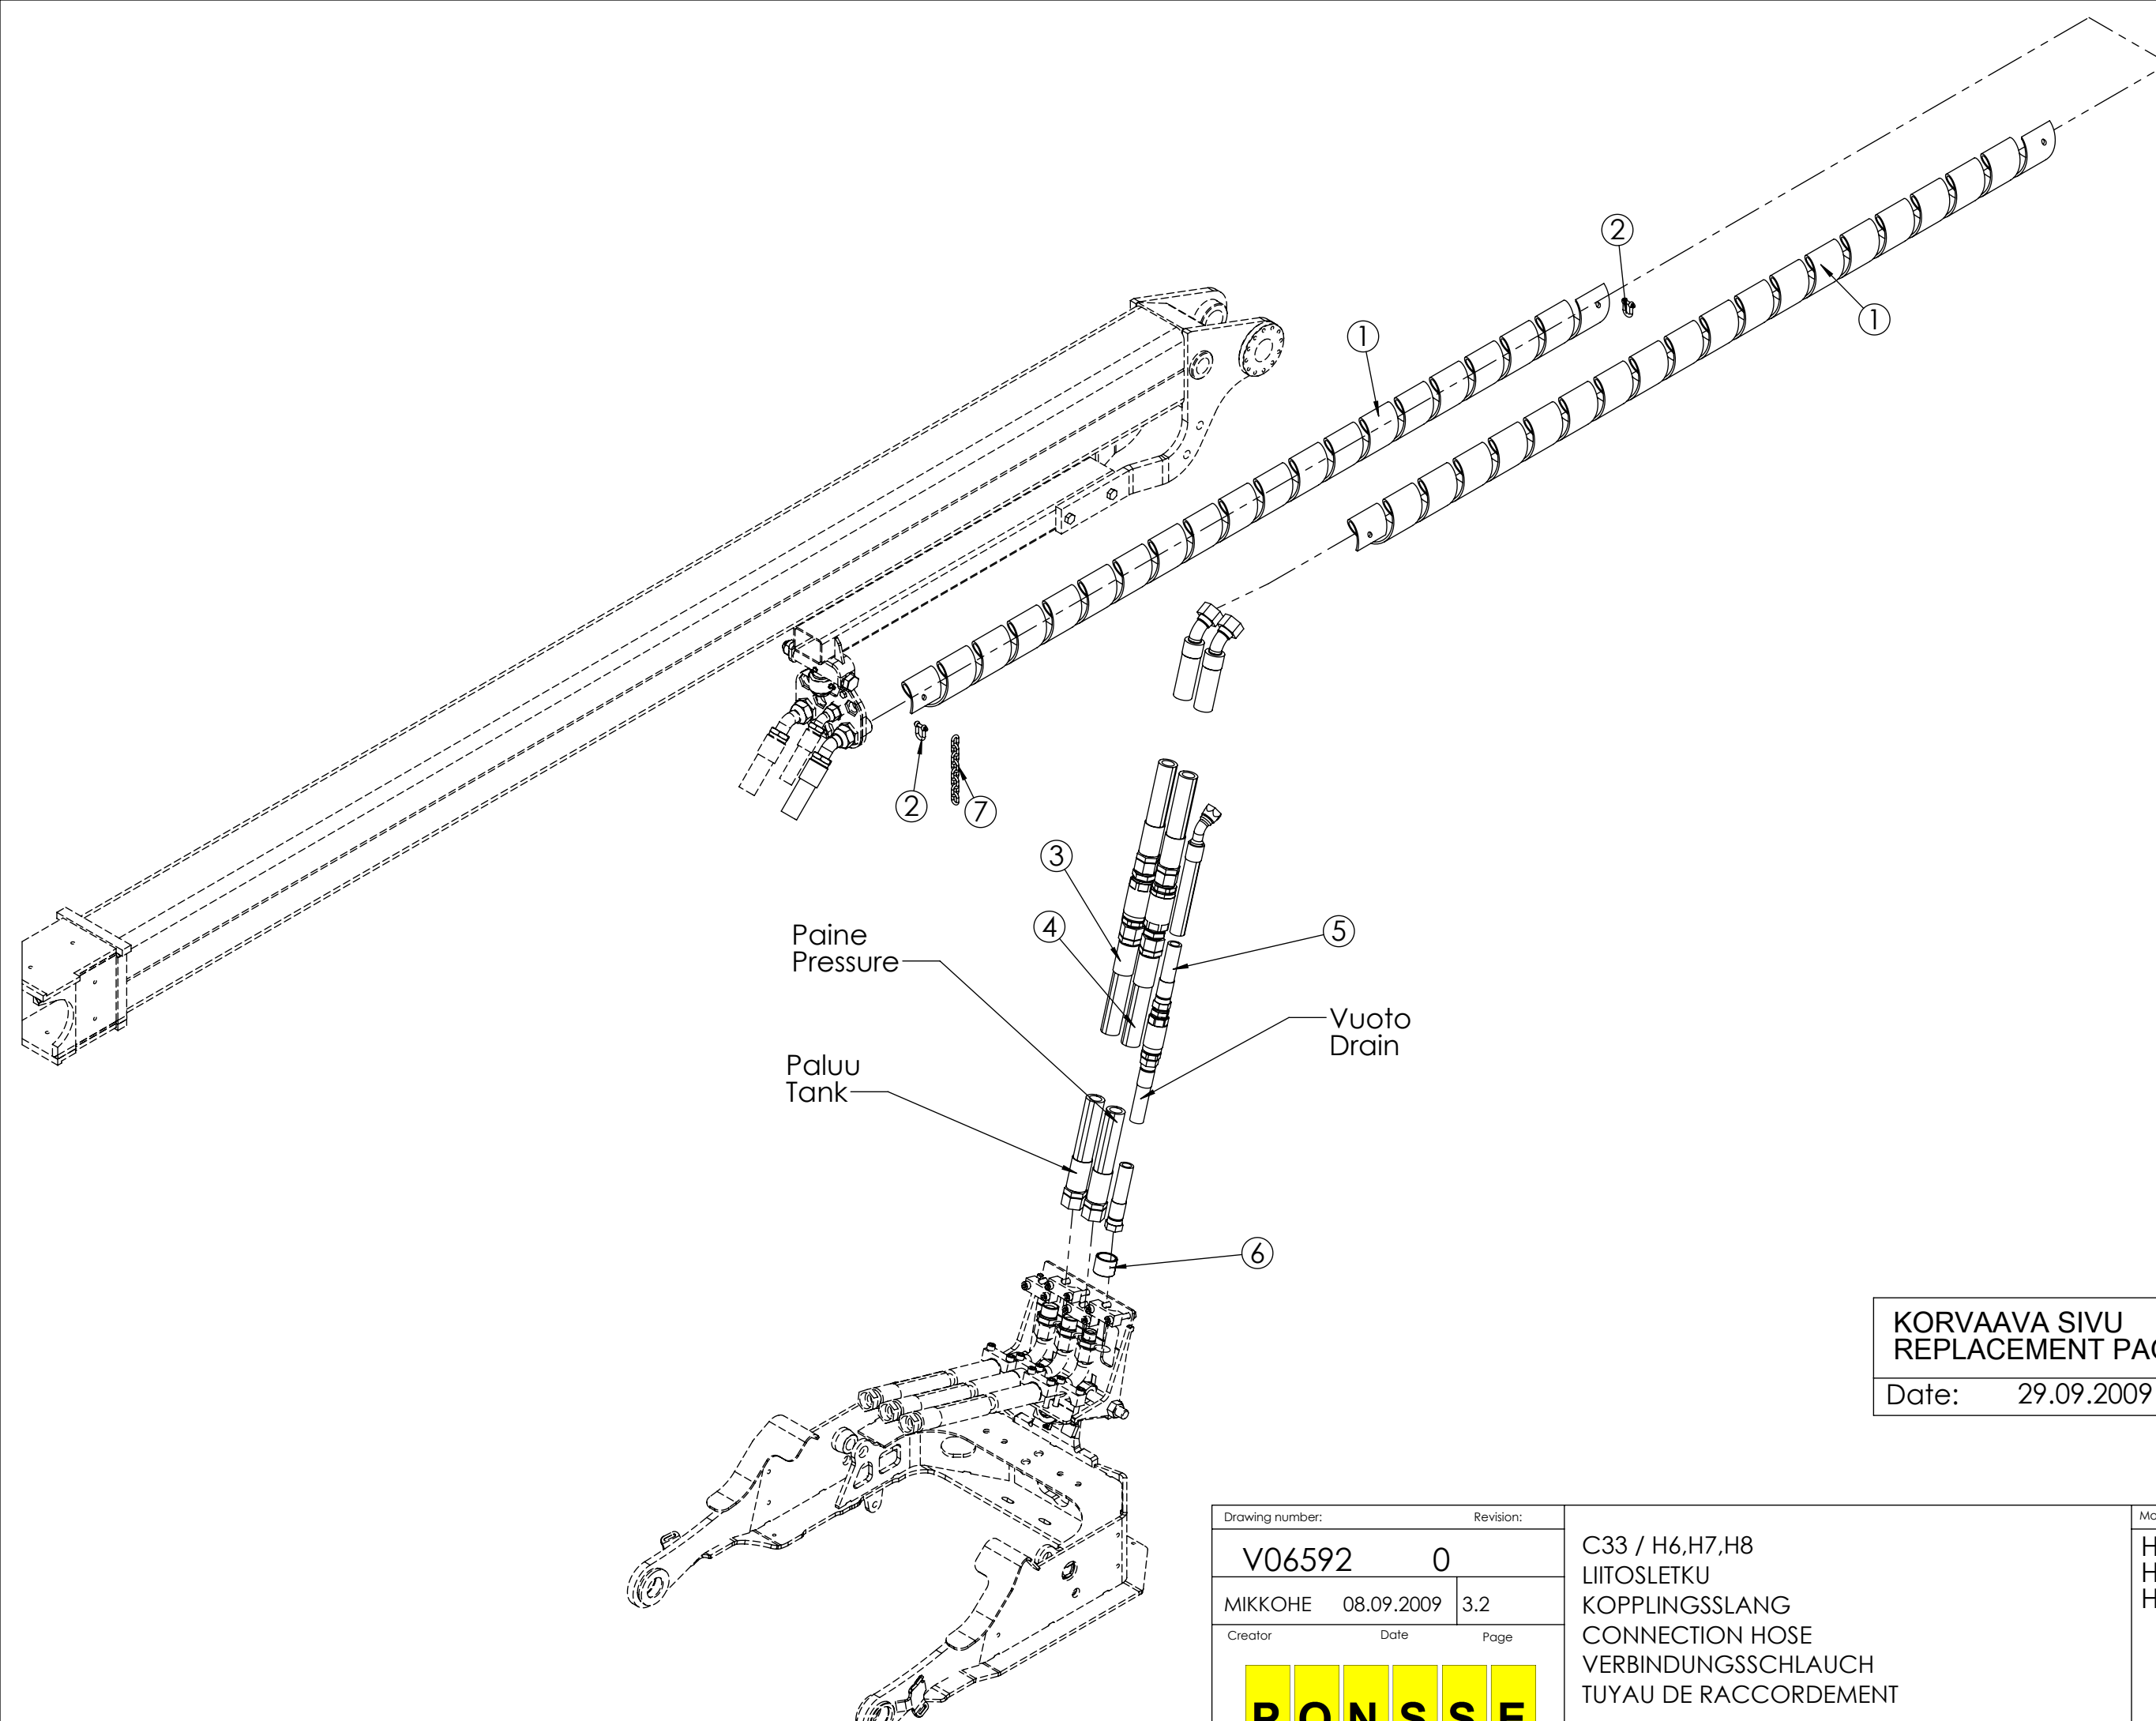 2
1
1
2
7
3
4
5
Paine
Pressure
Vuoto
Drain
Paluu
Tank
6
KORVAAVA SIVU
REPLACEMENT
Date: 29.09.2009
Drawing number: Revision:
V06592 0
MIKKOHE 08.09.2009 3.2
Creator Date Page
PONSSE
C33 / H6,H7,H8
LIITOSLETKU
KOPPLINGSSLANG
CONNECTION HOSE
VERBINDUNGSSCHLAUCH
TUYAU DE RACCORDEMENT